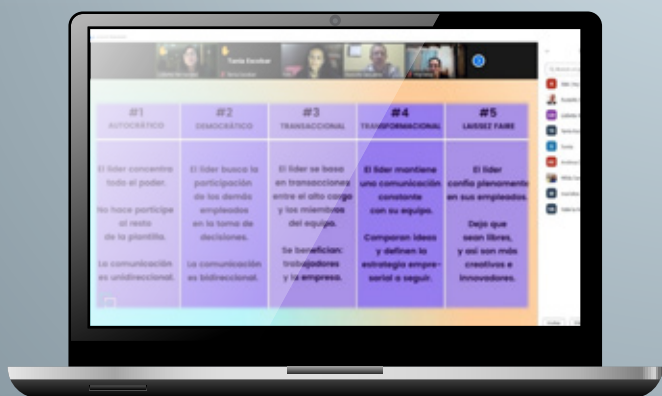 Tania Escobar
#1
AUTOCRÁTICO
El líder concentra
todo el poder.
No hace partícipe
al resto
de la plantilla.
La comunicación
es unidireccional.
#2
DEMOCRÁTICO
El líder busca la
participación
de los demás
empleados
en la toma de
decisiones.
La comunicación
es bidireccional.
#3
TRANSACCIONAL
El líder se basa
en transacciones
entre el alto cargo
y los miembros
del equipo.
Se benefician:
trabajadores
y la empresa.
#4
TRANSFORMACIONAL
El líder mantiene
una comunicación
constante
con su equipo.
Comparan ideas
y definen la
estrategia empre-
sarial a seguir.
#5
LAISSEZ FAIRE
El líder
confía plenamente
en sus empleados.
Deja que
sean libres,
y así son más
creativos e
innovadores.